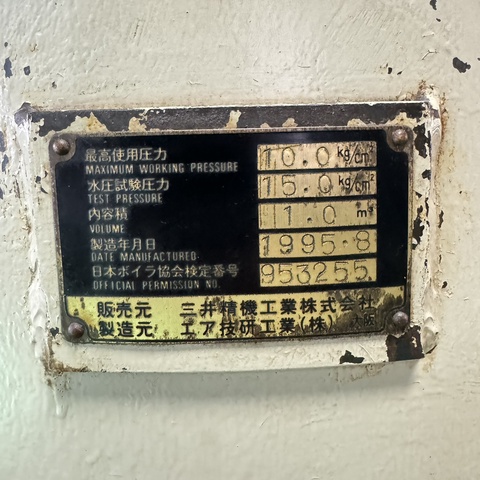 最高使用圧力 10.0 kg/cm²
MAXIMUM WORKING PRESSURE
水圧試験圧力 15.0 kg/cm²
TEST PRESSURE
内容積 1.0 m³
VOLUME
製造年月日 1995.8
DATE MANUFACTURED
日本ボイラ協会検定番号 953255
OFFICIAL PERMISSION NO.
販売元 三井精機工業株式会社
製造元 エア技研工業(株) 大阪